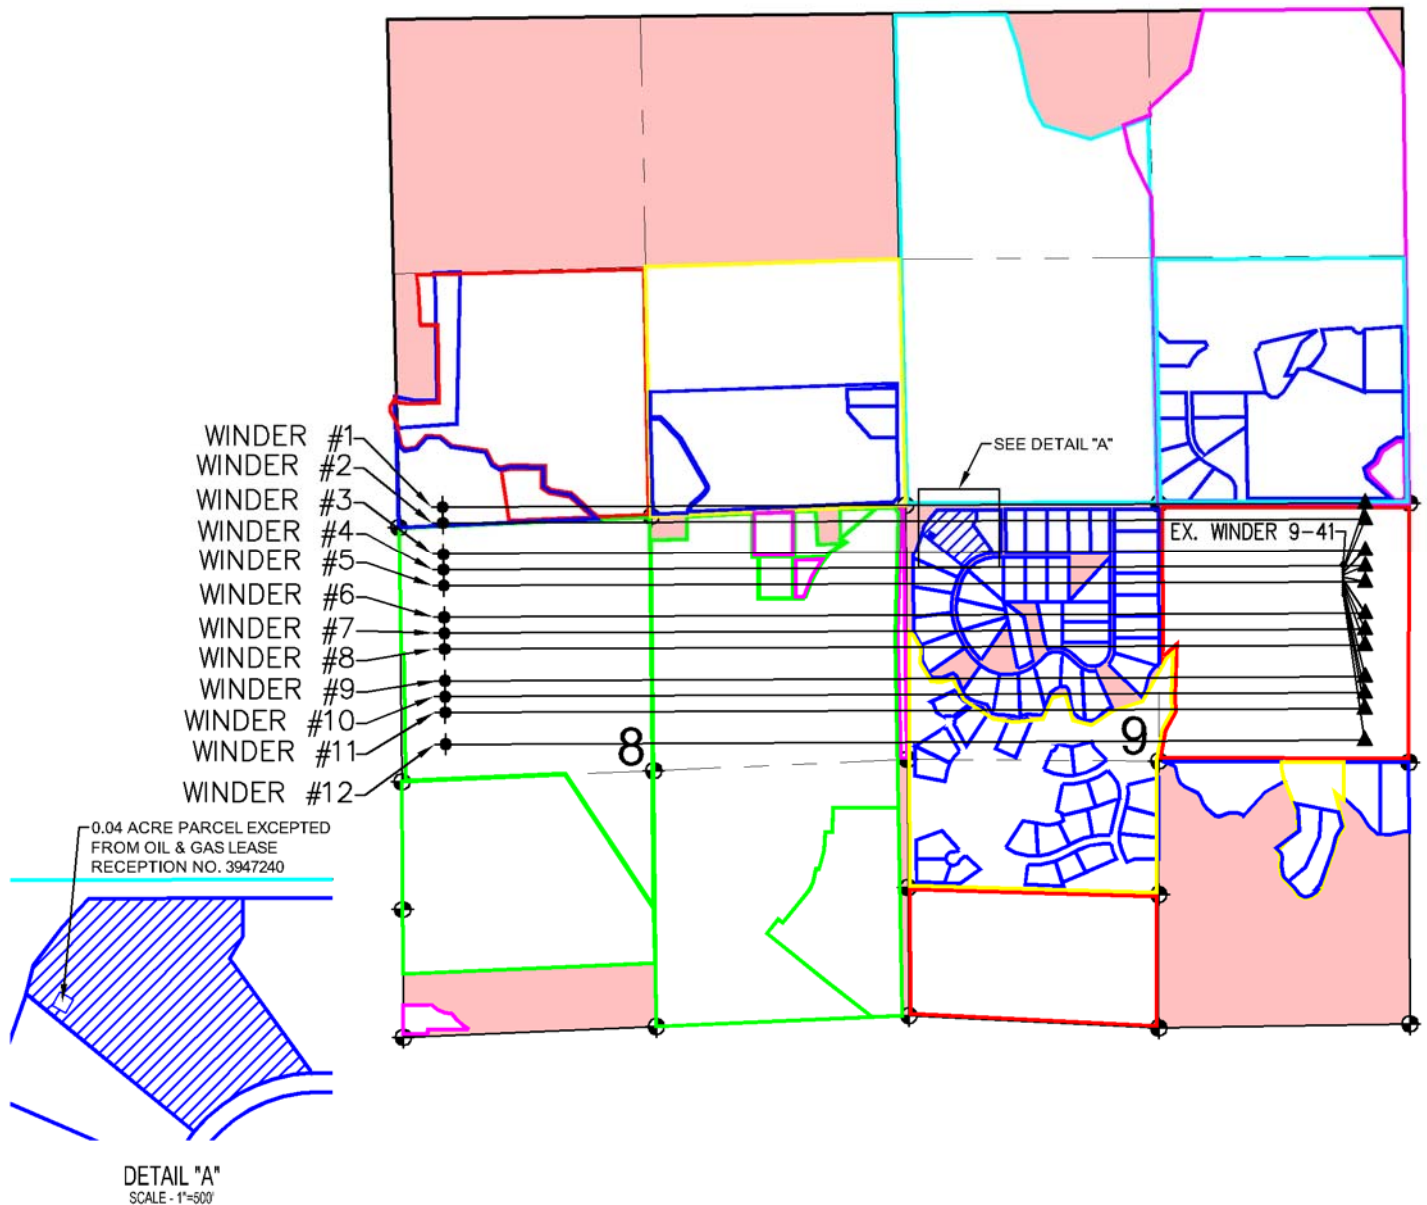 WINDER #1
WINDER #2
WINDER #3
WINDER #4
WINDER #5
WINDER #6
WINDER #7
WINDER #8
WINDER #9
WINDER #10
WINDER #11
WINDER #12
SEE DETAIL "A"
EX. WINDER 9-41
8
9
0.04 ACRE PARCEL EXCEPTED
FROM OIL & GAS LEASE
RECEPTION NO. 3947240
DETAIL "A"
SCALE - 1"=500'